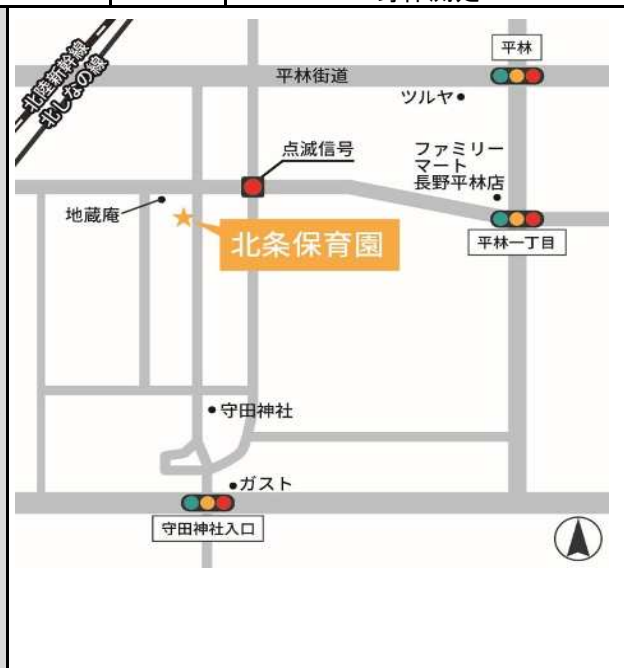 平林
北陸新幹線
北しなの線
平林街道
ツルヤ
点滅信号
ファミリー
マート
長野平林店
地蔵庵
北条保育園
平林一丁目
守田神社
ガスト
守田神社入口